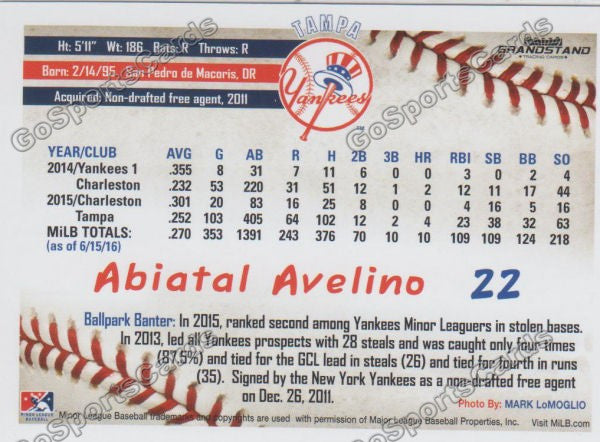 TAMPA
Yankees
GRANDSTAND
TRADING CARDS
Ht: 5'11" Wt: 186 Bats: R Throws: R
Born: 2/14/95, San Pedro de Macoris, DR
Acquired: Non-drafted free agent, 2011
YEAR/CLUB AVG G AB R H 2B 3B HR RBI SB BB SO
2014/Yankees 1 .355 8 31 7 11 6 0 0 3 0 2 4
Charleston .232 53 220 31 51 12 1 2 12 11 17 44
2015/Charleston .301 20 83 16 25 8 0 0 4 16 5 16
Tampa .252 103 405 64 102 12 2 4 23 38 32 63
MiLB TOTALS: .270 353 1391 243 376 70 10 10 109 109 124 218
(as of 6/15/16)
Abiatal Avelino 22
Ballpark Banter: In 2015, ranked second among Yankees Minor Leaguers in stolen bases.
In 2013, led all Yankees prospects with 28 steals and was caught only four times
(87.5%) and tied for the GCL lead in steals (26) and tied for fourth in runs
(35). Signed by the New York Yankees as a non-drafted free agent
on Dec. 26, 2011.
Photo By: MARK LoMOGLIO
MINOR LEAGUE
BASEBALL
Minor League Baseball trademarks and copyrights are used with permission of Major League Baseball Properties, Inc. Visit MiLB.com
GoSportsCards
GoSportsCards
GoSportsCards
GoSportsCards